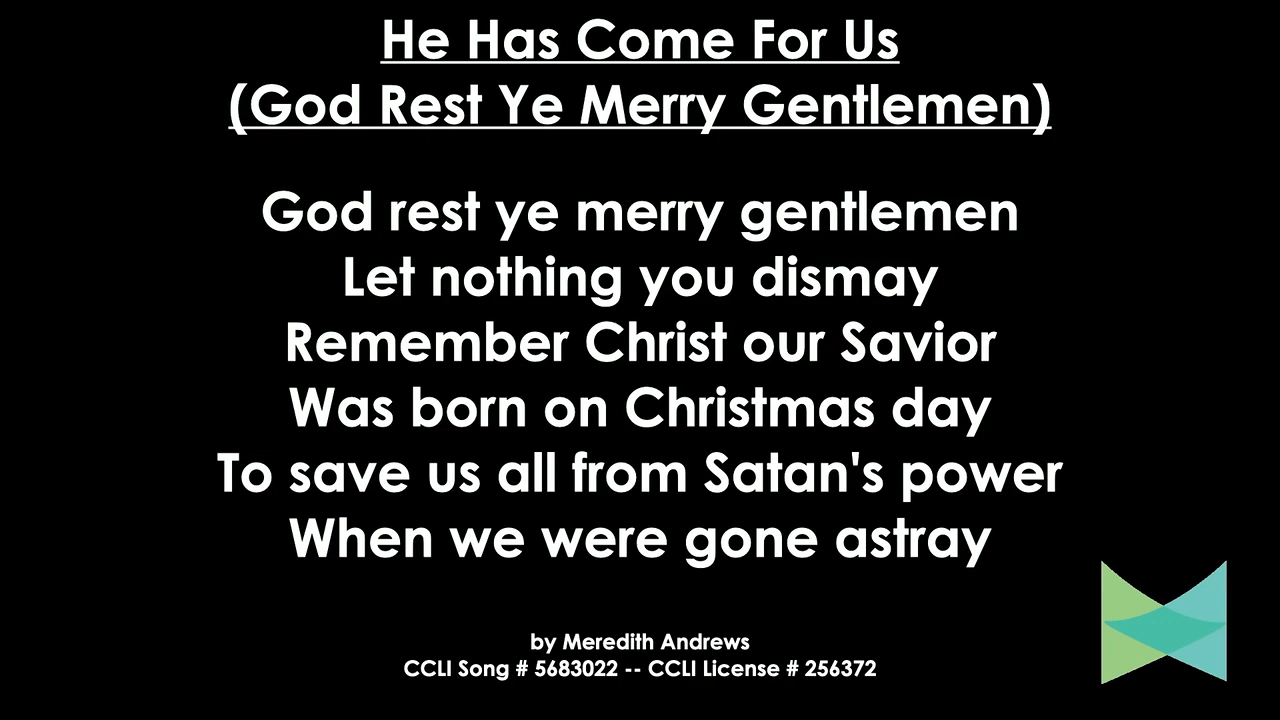 He Has Come For Us
(God Rest Ye Merry Gentlemen)
God rest ye merry gentlemen
Let nothing you dismay
Remember Christ our Savior
Was born on Christmas day
To save us all from Satan's power
When we were gone astray
by Meredith Andrews
CCLI Song # 5683022 -- CCLI License # 256372